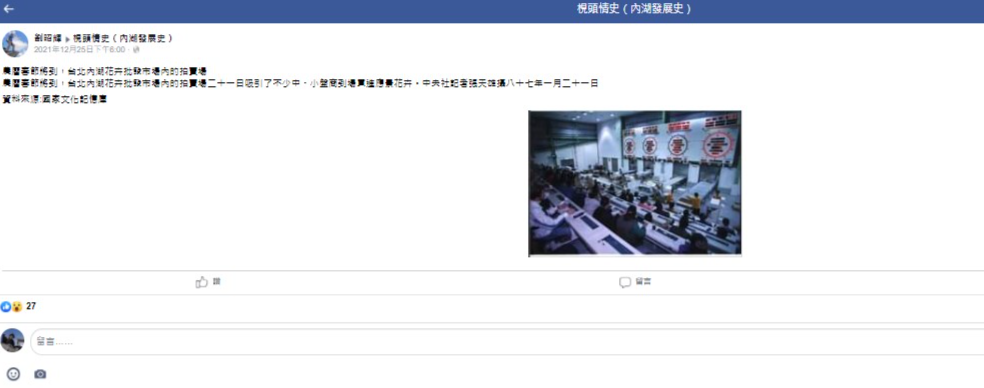 梘頭情史（內湖發展史）
劉昭輝 ▸ 梘頭情史（內湖發展史）
2021年12月25日下午6:00 ·
農曆春節將到，台北內湖花卉批發市場內的拍賣場
農曆春節將到，台北內湖花卉批發市場內的拍賣場二十一日吸引了不少中、小盤商到場買進應景花卉。中央社記者張天雄攝八十七年一月二十一日
資料來源:國家文化記憶庫
讚
留言
27
留言……